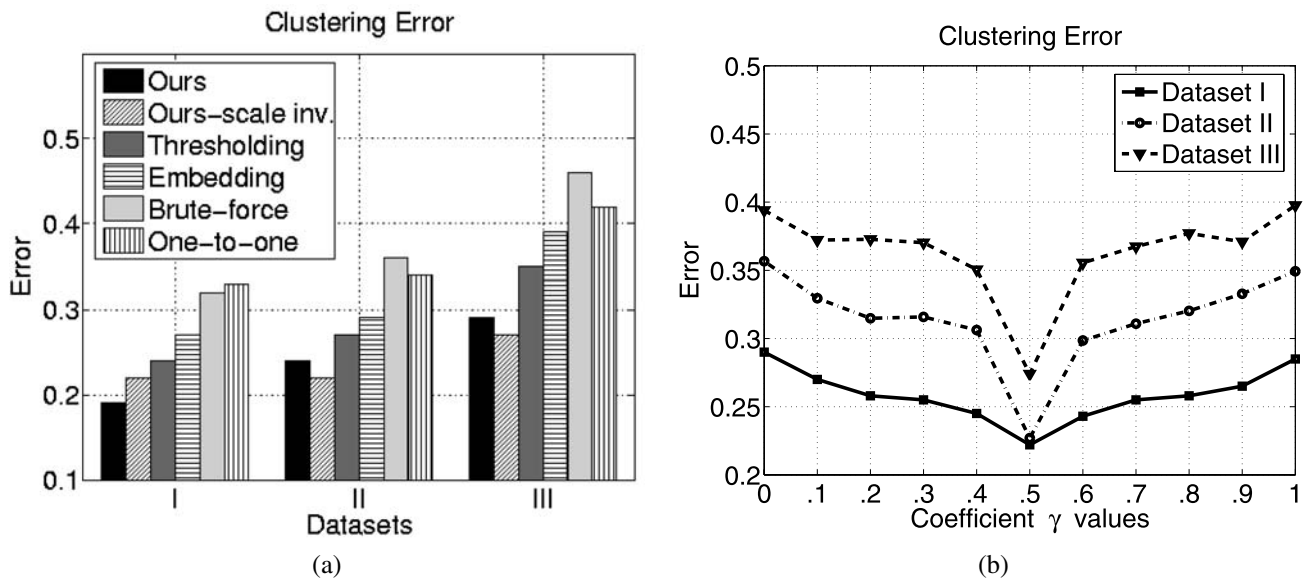 Clustering Error
Ours
Ours-scale inv.
Thresholding
Embedding
Brute-force
One-to-one
0.5
0.4
0.3
0.2
0.1
Error
I II III
Datasets
(a)
Clustering Error
Dataset I
Dataset II
Dataset III
0.5
0.45
0.4
0.35
0.3
0.25
0.2
Error
0 .1 .2 .3 .4 .5 .6 .7 .8 .9 1
Coefficient γ values
(b)